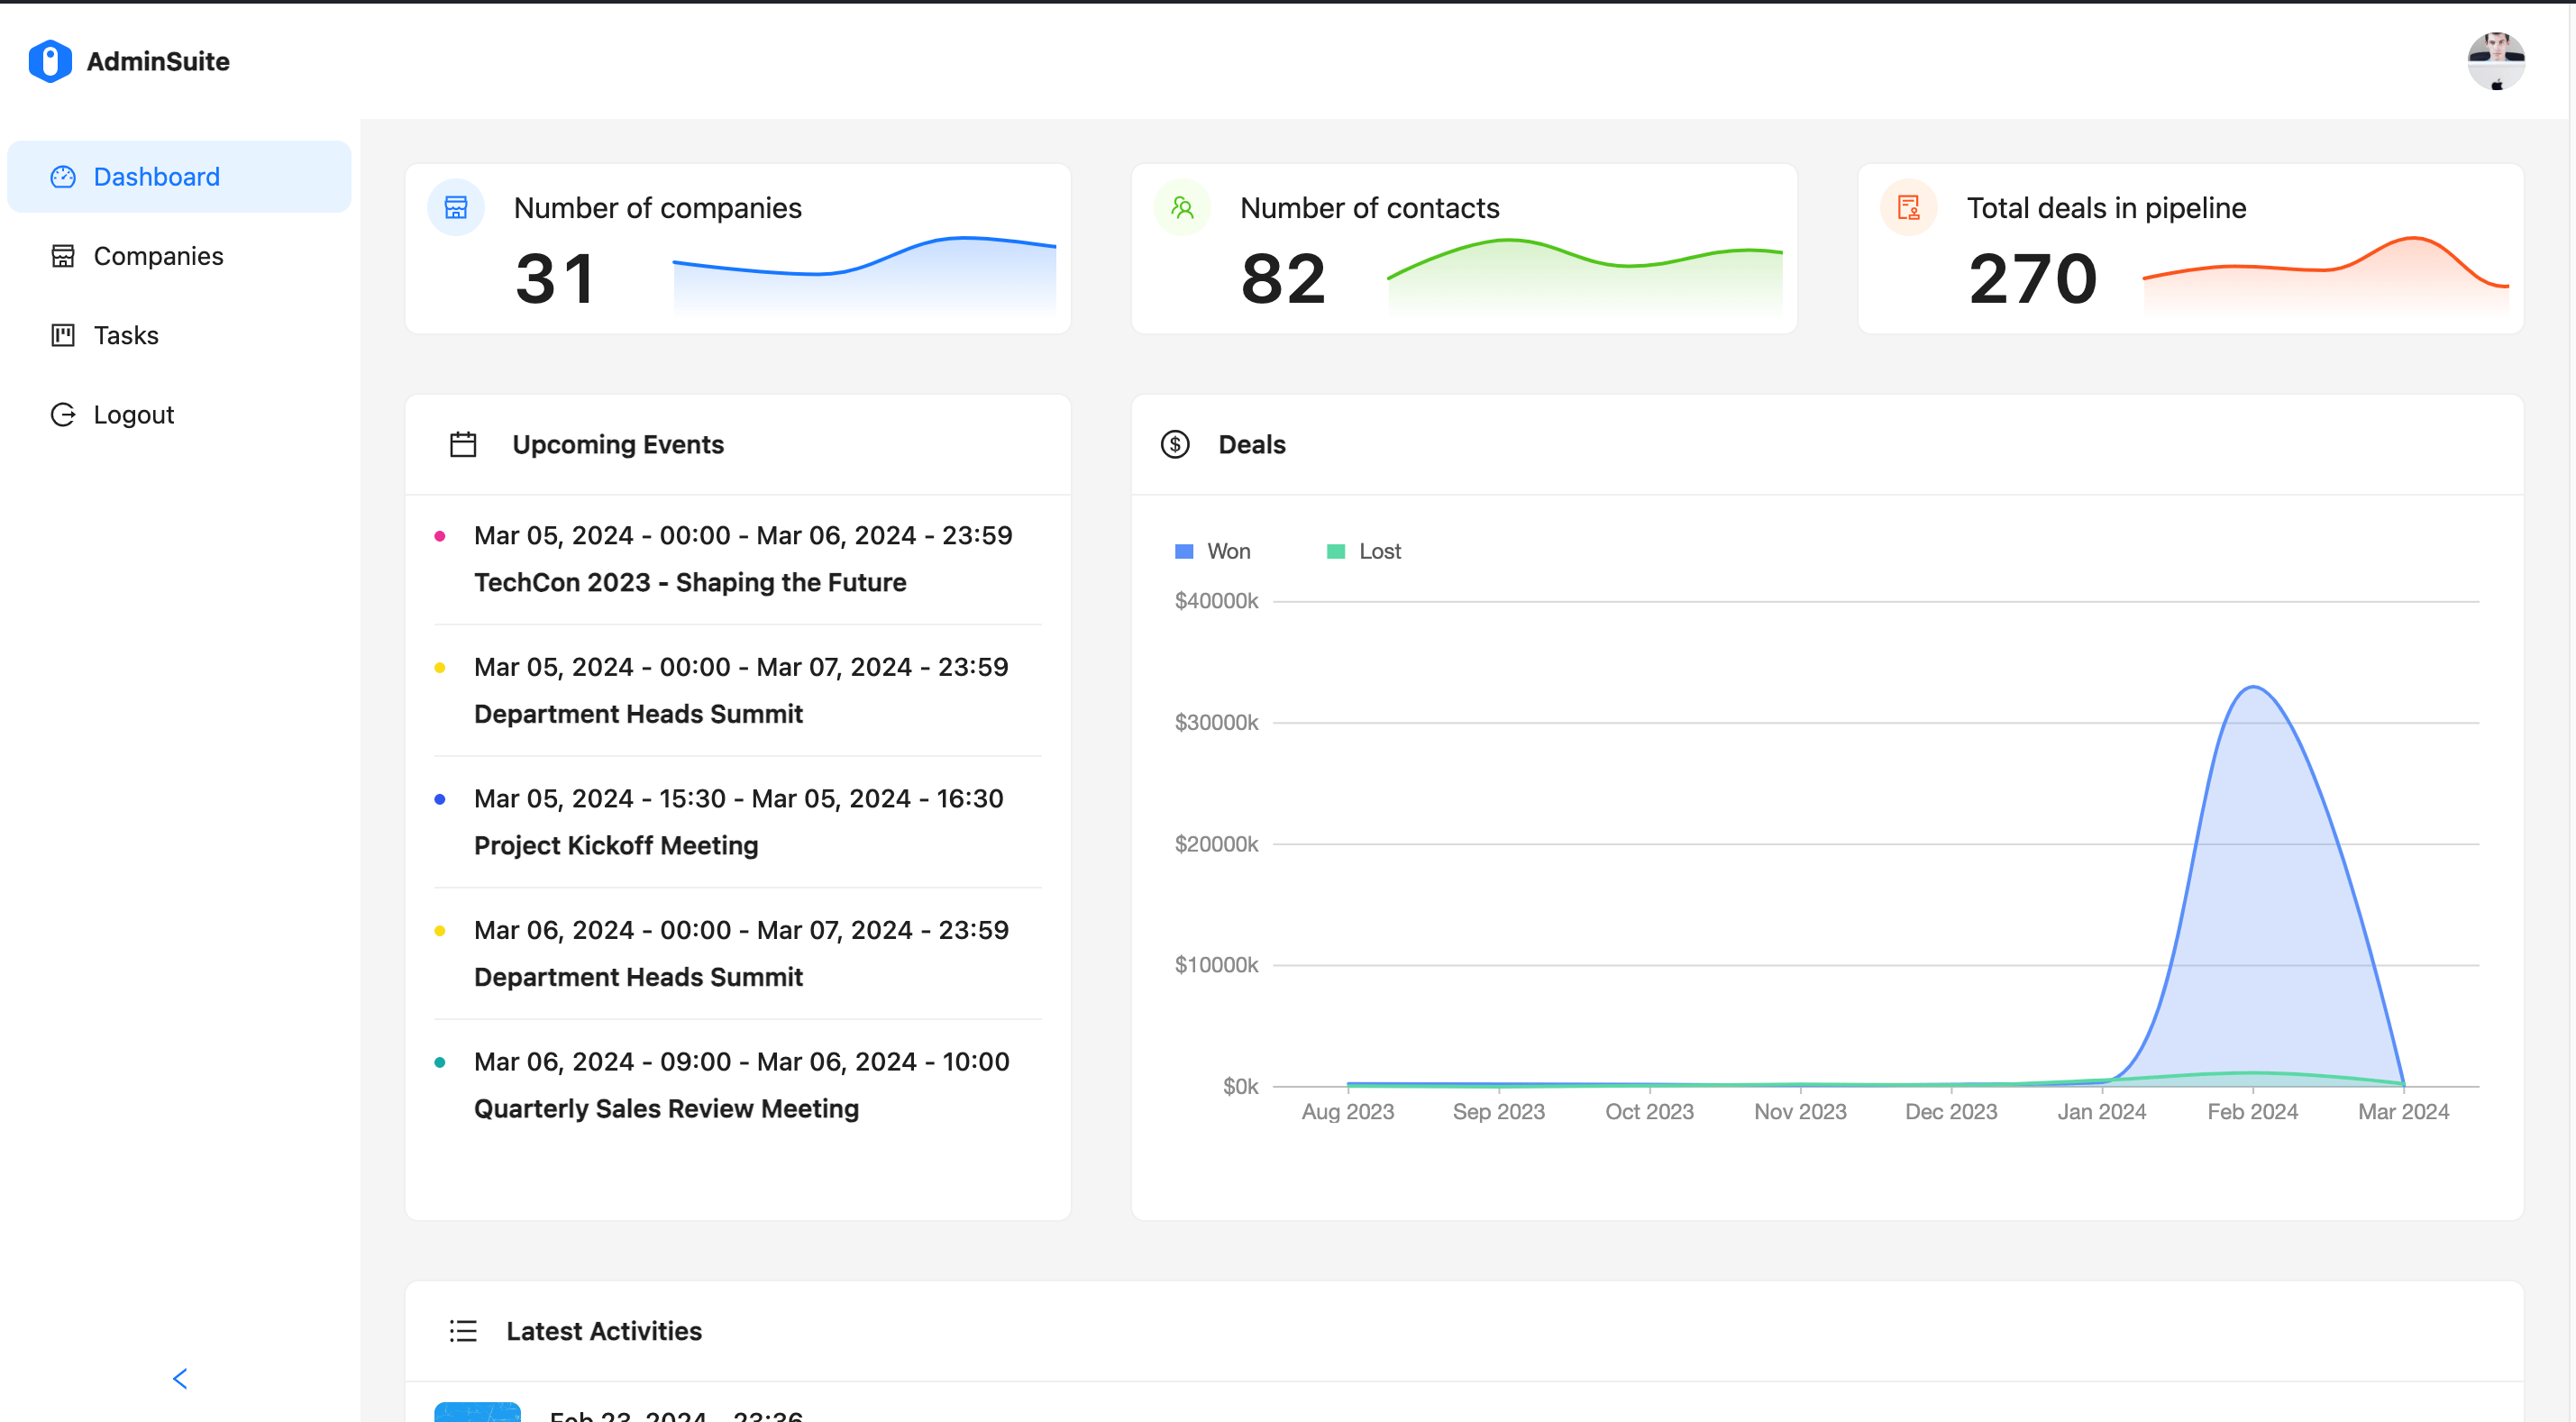 AdminSuite
Dashboard
Companies
Tasks
Logout
Number of companies
31
Number of contacts
82
Total deals in pipeline
270
Upcoming Events
Mar 05, 2024 - 00:00 - Mar 06, 2024 - 23:59
TechCon 2023 - Shaping the Future
Mar 05, 2024 - 00:00 - Mar 07, 2024 - 23:59
Department Heads Summit
Mar 05, 2024 - 15:30 - Mar 05, 2024 - 16:30
Project Kickoff Meeting
Mar 06, 2024 - 00:00 - Mar 07, 2024 - 23:59
Department Heads Summit
Mar 06, 2024 - 09:00 - Mar 06, 2024 - 10:00
Quarterly Sales Review Meeting
Deals
Won Lost
$40000k
$30000k
$20000k
$10000k
$0k
Aug 2023 Sep 2023 Oct 2023 Nov 2023 Dec 2023 Jan 2024 Feb 2024 Mar 2024
Latest Activities
Feb 23, 2024 - 23:36